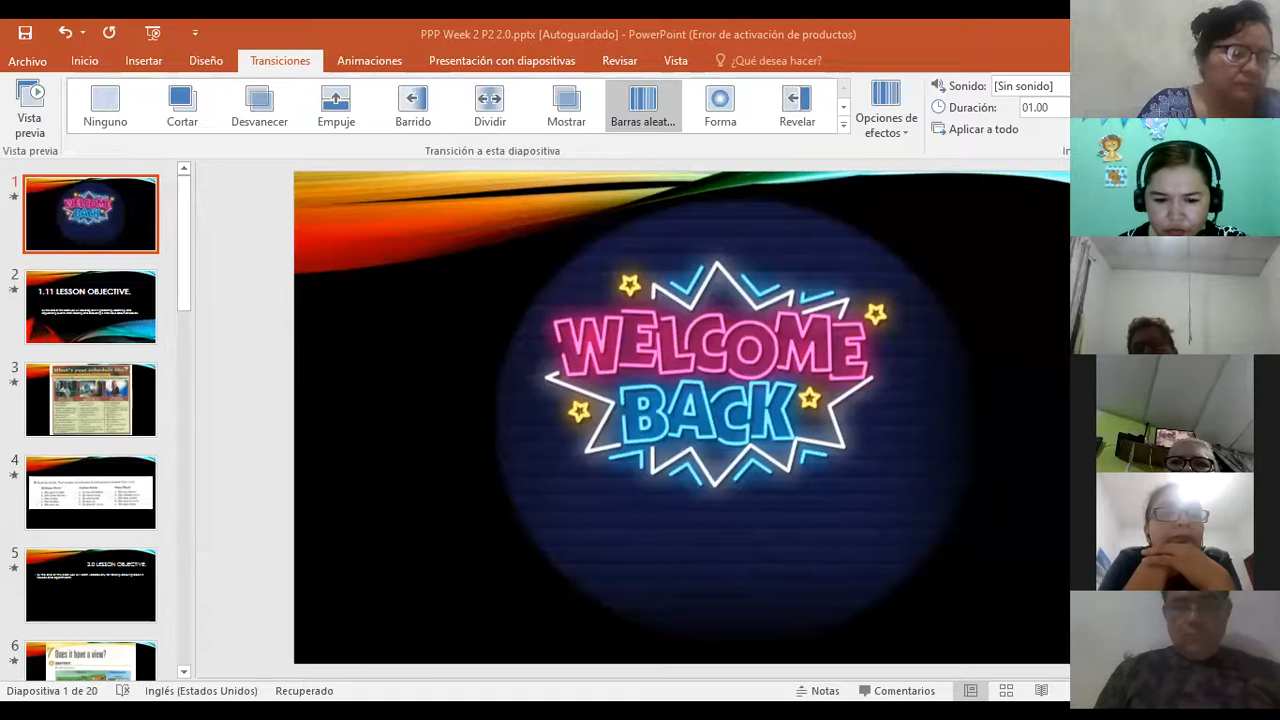 PPP Week 2 P2 2.0.pptx [Autoguardado] - PowerPoint (Error de activación de productos)
Archivo Inicio Insertar Diseño Transiciones Animaciones Presentación con diapositivas Revisar Vista ¿Qué desea hacer?
Vista previa
Ninguno Cortar Desvanecer Empuje Barrido Dividir Mostrar Barras aleat... Forma Revelar
Opciones de efectos
Sonido: [Sin sonido]
Duración: 01.00
Aplicar a todo
Vista previa
Transición a esta diapositiva
1
WELCOME
BACK
2
1.11 LESSON OBJECTIVE.
3
What's your schedule like?
4
5
2.0 LESSON OBJECTIVE.
6
Does it have a view?
WELCOME
BACK
Diapositiva 1 de 20 Inglés (Estados Unidos) Recuperado Notas Comentarios